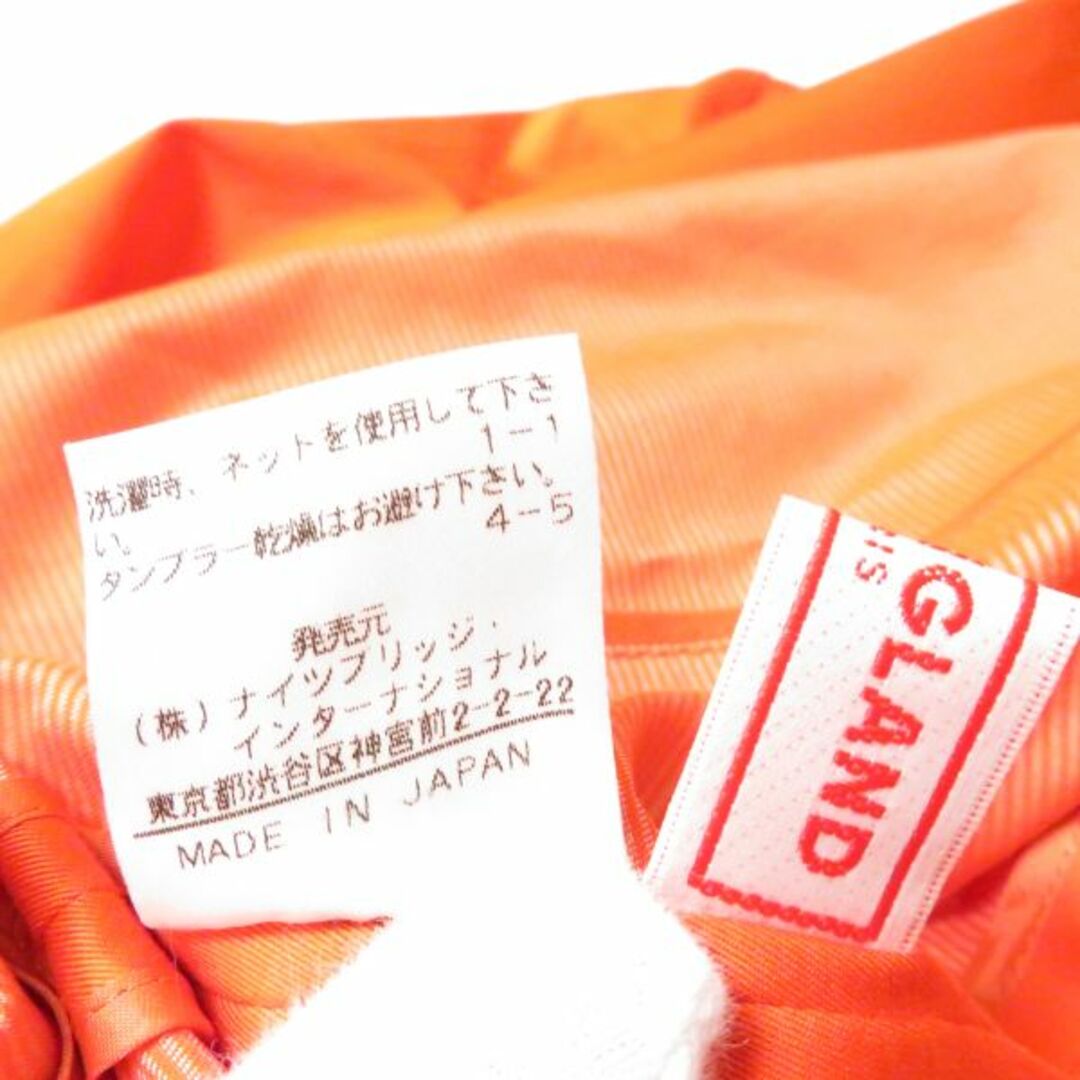 洗濯時、ネットを使用して下さ
い。 1-1
タンブラー乾燥はお避け下さい。
4-5
発売元
(株)ナイツブリッジ・
インターナショナル
東京都渋谷区神宮前2-2-22
MADE IN JAPAN
GLAND